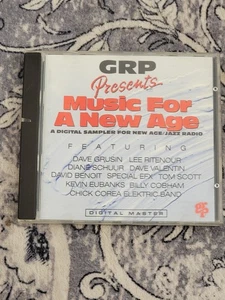 GRP
Presents
Music For
A New Age
A DIGITAL SAMPLER FOR NEW AGE/JAZZ RADIO
FEATURING
DAVE GRUSIN LEE RITENOUR
DIANE SCHUUR DAVE VALENTIN
DAVID BENOIT SPECIAL EFX TOM SCOTT
KEVIN EUBANKS BILLY COBHAM
CHICK COREA ELEKTRIC BAND
DIGITAL MASTER
GRP